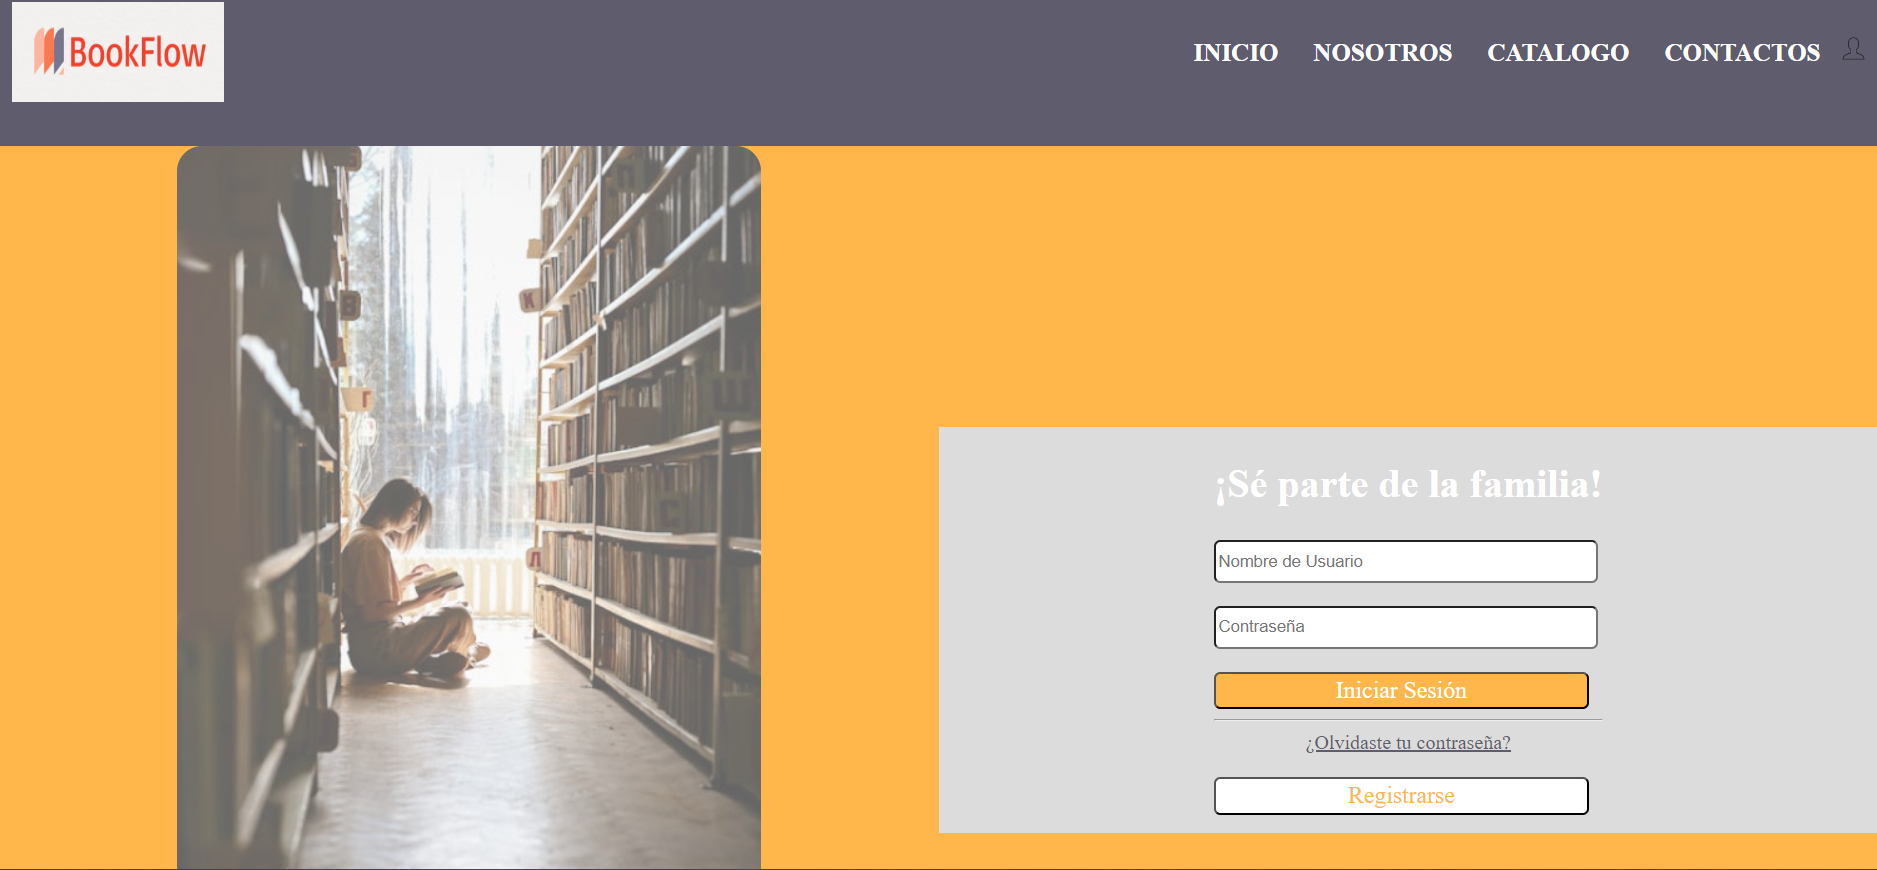 BookFlow
INICIO NOSOTROS CATALOGO CONTACTOS
В
К
Г
Л
¡Sé parte de la familia!
Nombre de Usuario
Contraseña
Iniciar Sesión
¿Olvidaste tu contraseña?
Registrarse